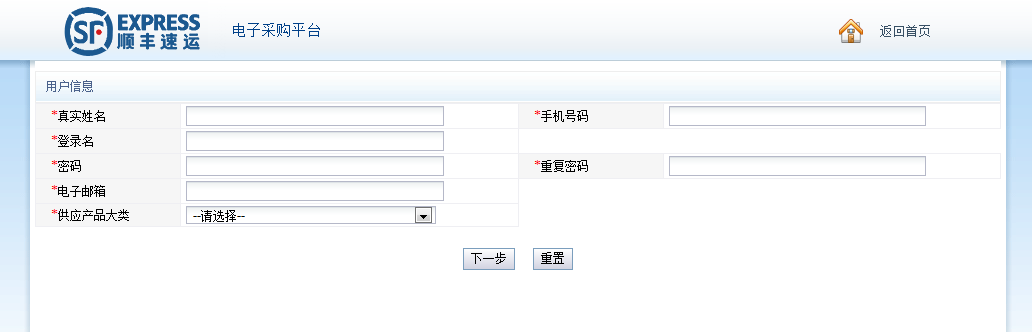 SF EXPRESS
顺丰速运
电子采购平台
返回首页
用户信息
*真实姓名
*手机号码
*登录名
*密码
*重复密码
*电子邮箱
*供应产品大类
--请选择--
下一步
重置